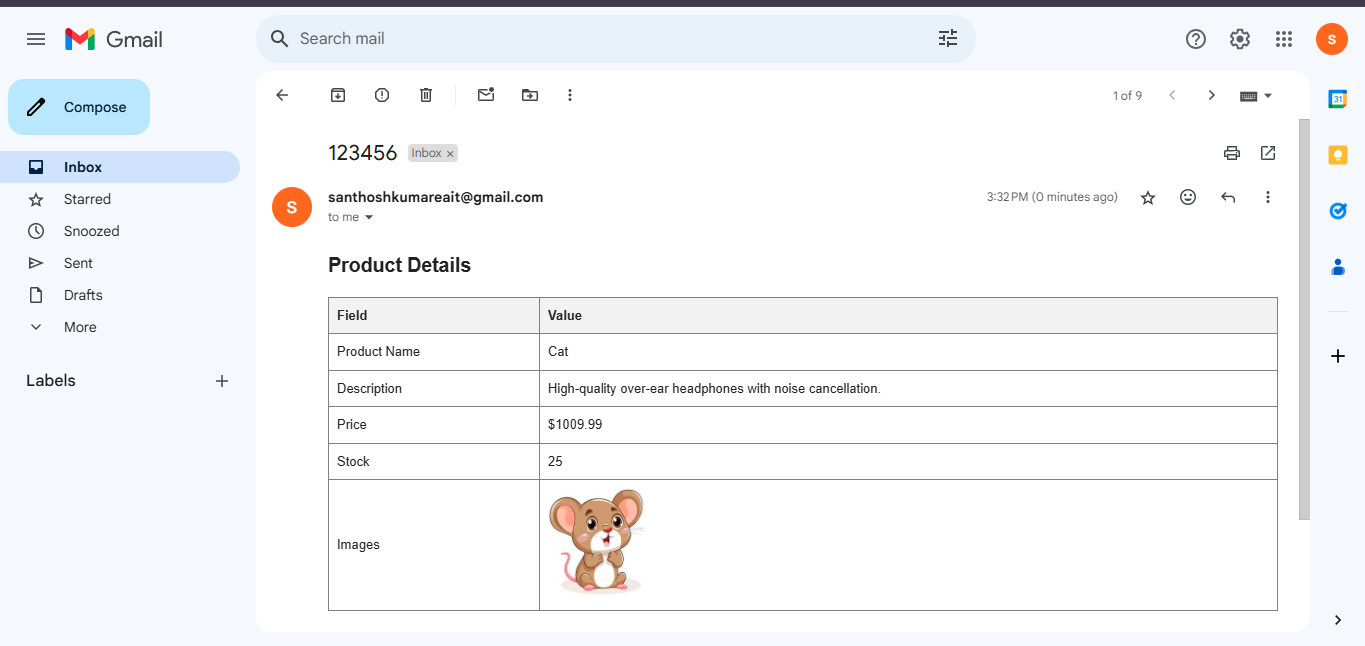 Gmail
Search mail
S
Compose
1 of 9
31
Inbox
123456 Inbox ×
Starred
S
santhoshkumareait@gmail.com
3:32 PM (0 minutes ago)
to me
Snoozed
Sent
Product Details
Drafts
Field Value
More
Product Name Cat
Labels
Description High-quality over-ear headphones with noise cancellation.
Price $1009.99
Stock 25
Images